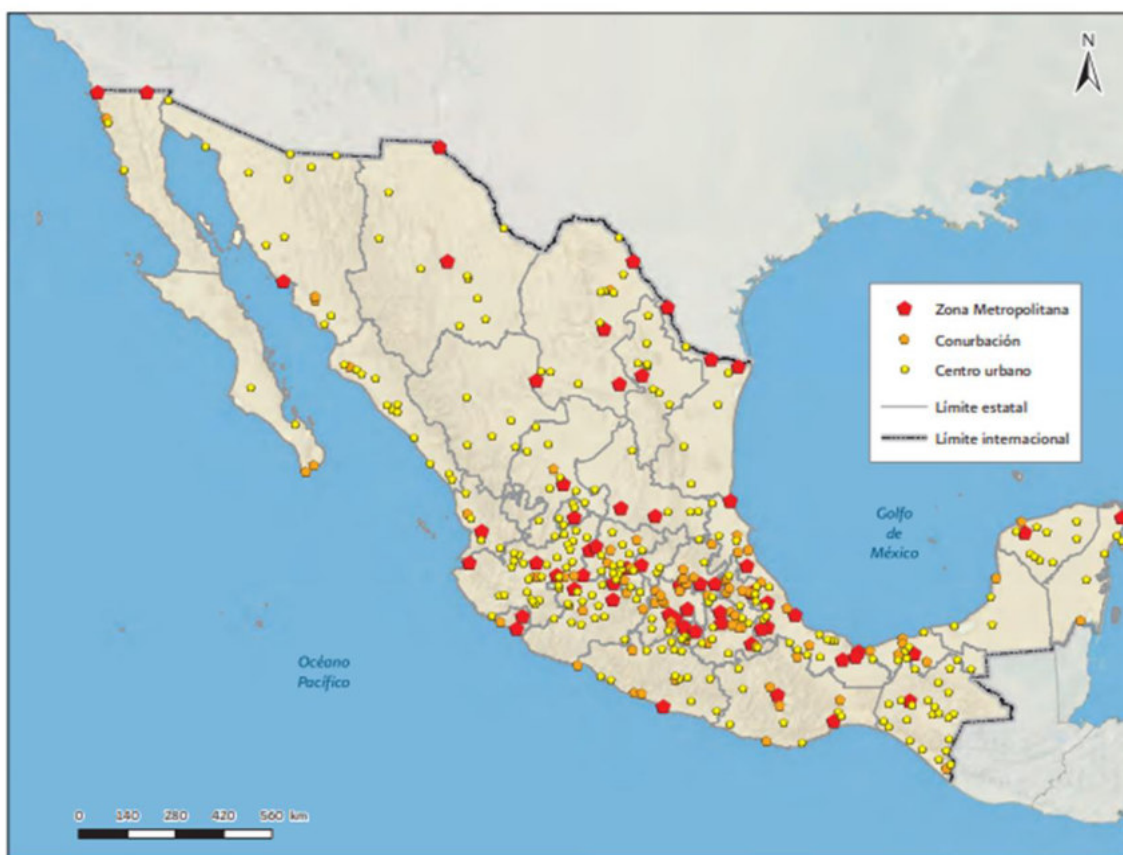 N
Zona Metropolitana
Conurbación
Centro urbano
Límite estatal
Límite internacional
Golfo
de
México
Océano
Pacífico
0 140 280 420 560 km